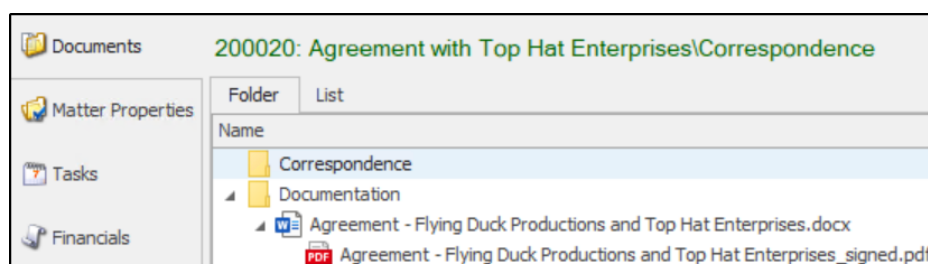 Documents
200020: Agreement with Top Hat Enterprises\Correspondence
Matter Properties
Folder List
Name
Correspondence
Tasks
Documentation
Agreement - Flying Duck Productions and Top Hat Enterprises.docx
Financials
PDF Agreement - Flying Duck Productions and Top Hat Enterprises_signed.pdf